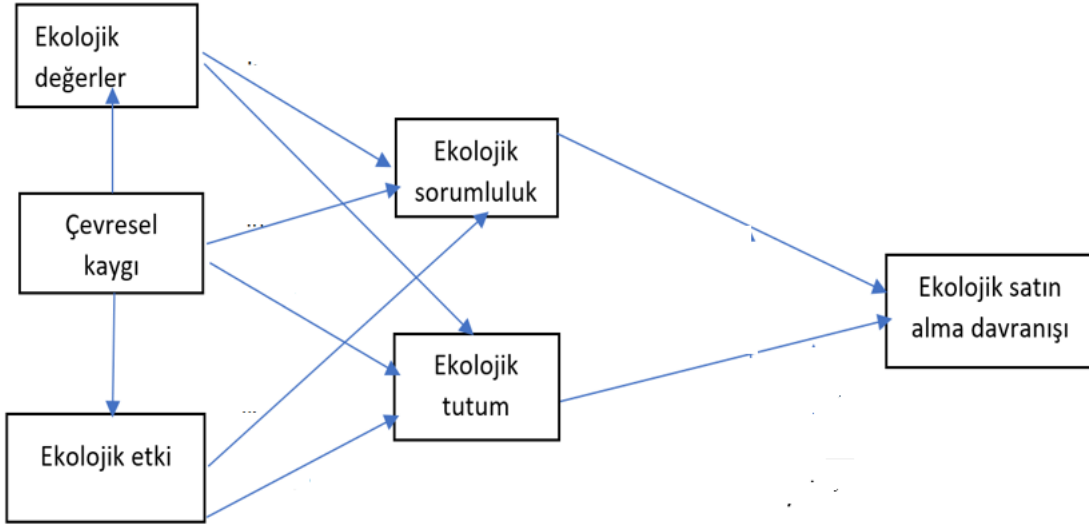 Ekolojik
değerler
Çevresel
kaygı
Ekolojik etki
Ekolojik
sorumluluk
Ekolojik
tutum
Ekolojik satın
alma davranışı